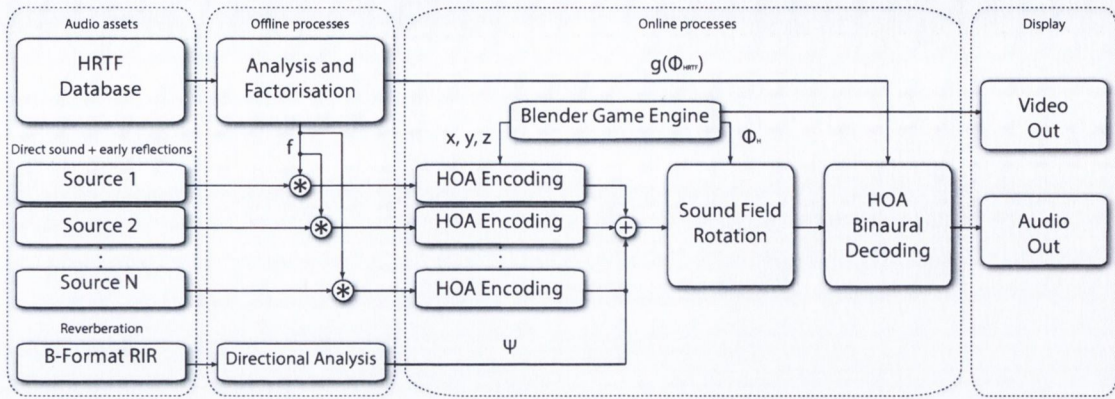 Audio assets
Offline processes
Online processes
Display
HRTF
Database
Analysis and
Factorisation
g(Φ_HRTF)
Blender Game Engine
Video
Out
x, y, z
Φ_H
f
Direct sound + early reflections
Source 1
*
HOA Encoding
Source 2
*
HOA Encoding
+
Sound Field
Rotation
HOA
Binaural
Decoding
Audio
Out
Source N
*
HOA Encoding
Reverberation
B-Format RIR
Directional Analysis
Ψ